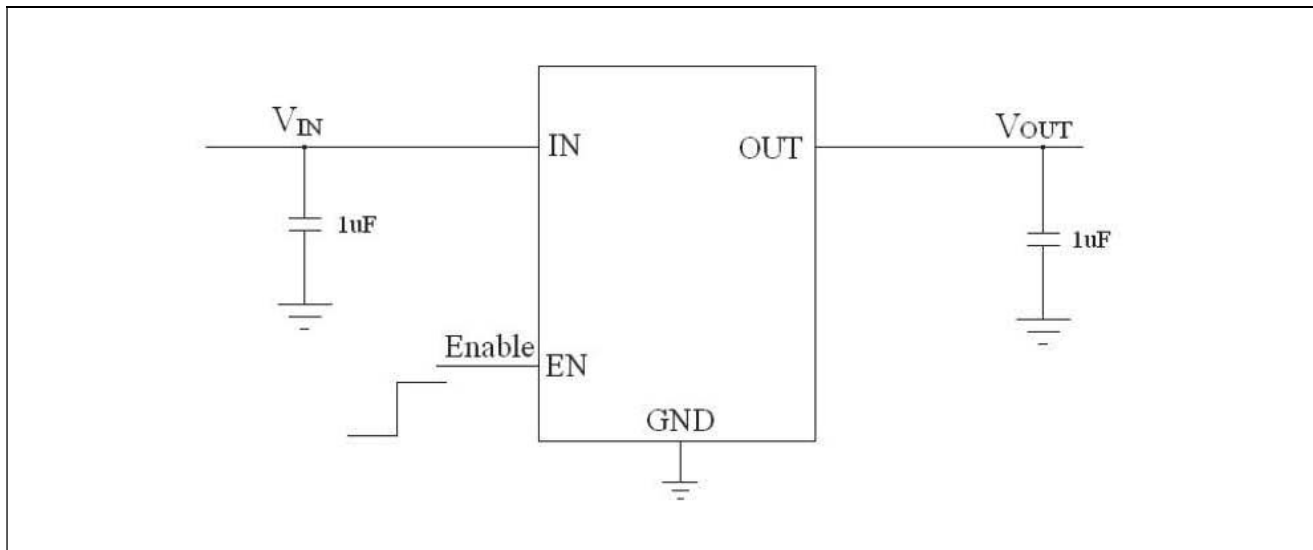 VIN
VOUT
IN
OUT
1uF
1uF
Enable
EN
GND